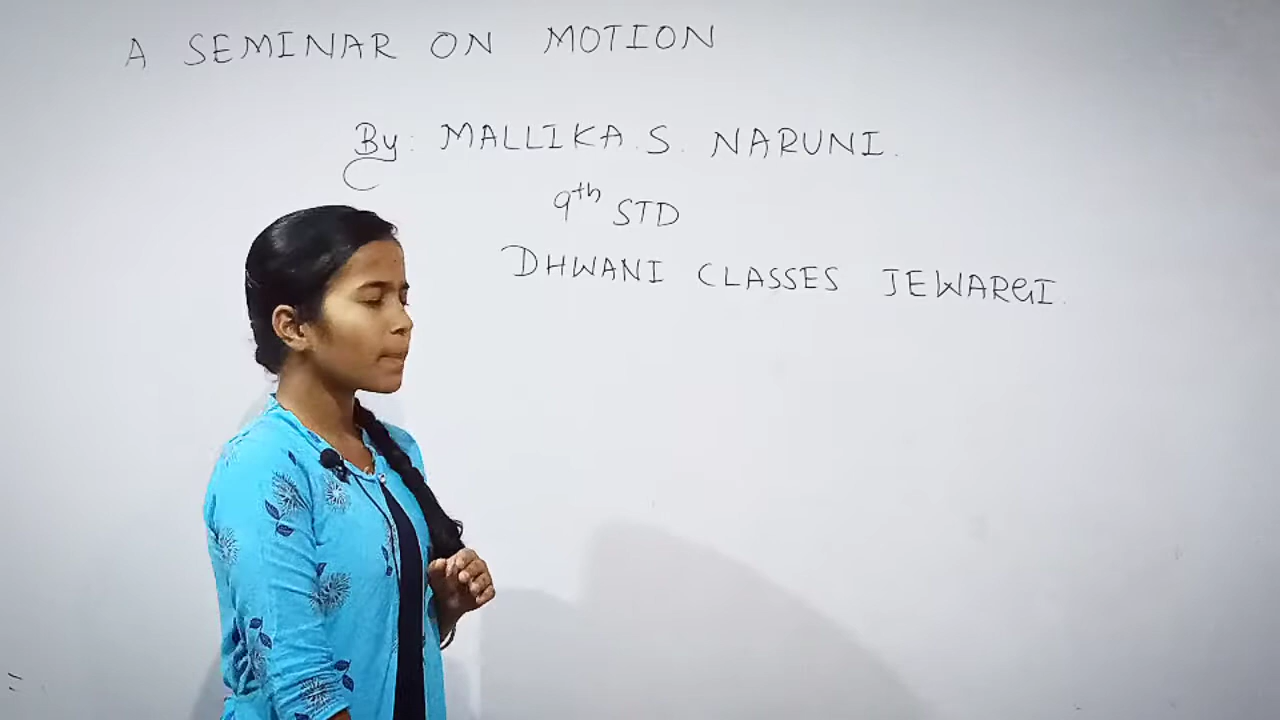 A SEMINAR ON MOTION
By: MALLIKA.S. NARUNI.
9th STD
DHWANI CLASSES JEWARGI.